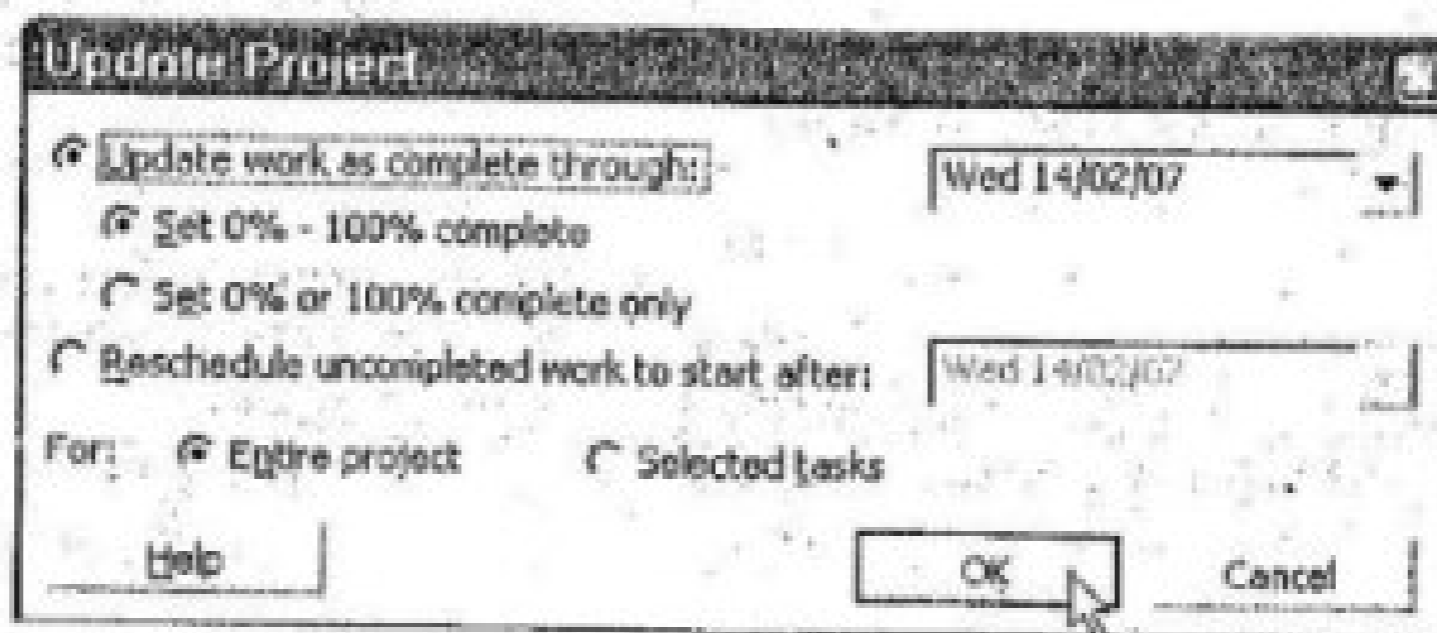 Update Project
Update work as complete through: Wed 14/02/07
Set 0% - 100% complete
Set 0% or 100% complete only
Reschedule uncompleted work to start after: Wed 14/02/07
For: Entire project Selected tasks
Help OK Cancel